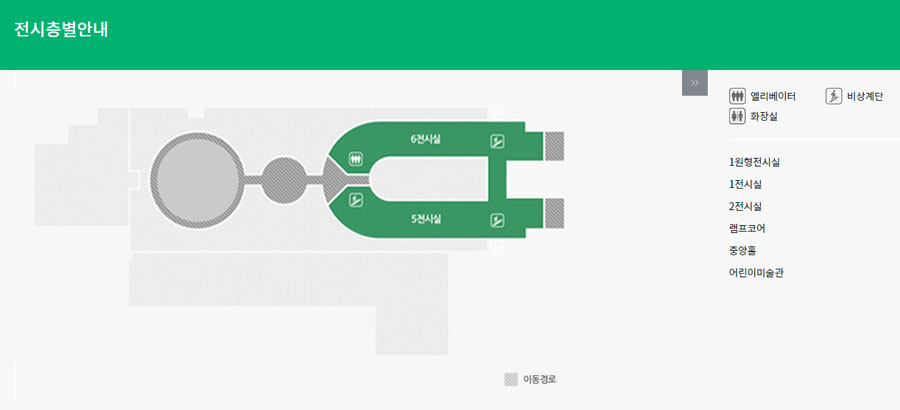 전시층별안내
»
엘리베이터
비상계단
화장실
6전시실
5전시실
1원형전시실
1전시실
2전시실
램프코어
중앙홀
어린이미술관
이동경로